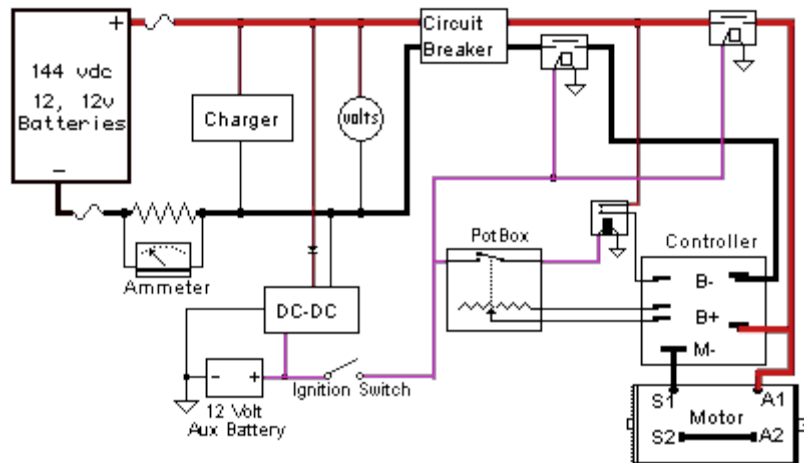 +
144 vdc
12, 12v
Batteries
−
Charger
volts
Circuit
Breaker
Ammeter
DC-DC
PotBox
Controller
B-
B+
M-
− +
Ignition Switch
12 Volt
Aux Battery
S1 A1
Motor
S2 A2